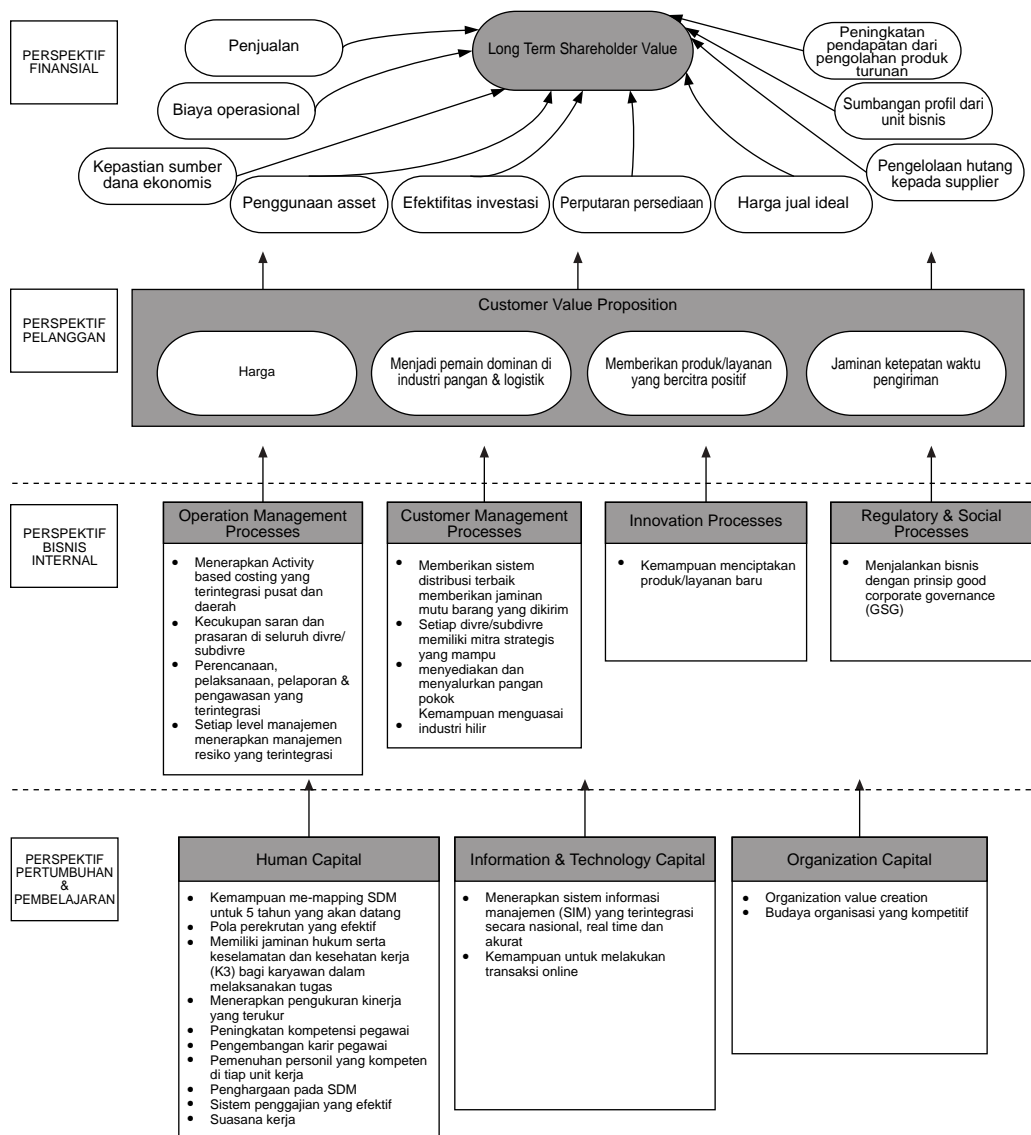 PERSPEKTIF
FINANSIAL
Penjualan
Long Term Shareholder Value
Peningkatan
pendapatan dari
pengolahan produk
turunan
Biaya operasional
Sumbangan profil dari
unit bisnis
Kepastian sumber
dana ekonomis
Pengelolaan hutang
kepada supplier
Penggunaan asset
Efektifitas investasi
Perputaran persediaan
Harga jual ideal
PERSPEKTIF
PELANGGAN
Customer Value Proposition
Harga
Menjadi pemain dominan di
industri pangan & logistik
Memberikan produk/layanan
yang bercitra positif
Jaminan ketepatan waktu
pengiriman
PERSPEKTIF
BISNIS
INTERNAL
Operation Management
Processes
• Menerapkan Activity
based costing yang
terintegrasi pusat dan
daerah
• Kecukupan saran dan
prasaran di seluruh divre/
subdivre
• Perencanaan,
pelaksanaan, pelaporan &
pengawasan yang
terintegrasi
• Setiap level manajemen
menerapkan manajemen
resiko yang terintegrasi
Customer Management
Processes
• Memberikan sistem
distribusi terbaik
memberikan jaminan
mutu barang yang dikirim
• Setiap divre/subdivre
memiliki mitra strategis
yang mampu
• menyediakan dan
menyalurkan pangan
pokok
• Kemampuan menguasai
industri hilir
Innovation Processes
• Kemampuan menciptakan
produk/layanan baru
Regulatory & Social
Processes
• Menjalankan bisnis
dengan prinsip good
corporate governance
(GSG)
PERSPEKTIF
PERTUMBUHAN
&
PEMBELAJARAN
Human Capital
• Kemampuan me-mapping SDM
untuk 5 tahun yang akan datang
• Pola perekrutan yang efektif
• Memiliki jaminan hukum serta
keselamatan dan kesehatan kerja
(K3) bagi karyawan dalam
melaksanakan tugas
• Menerapkan pengukuran kinerja
yang terukur
• Peningkatan kompetensi pegawai
• Pengembangan karir pegawai
• Pemenuhan personil yang kompeten
di tiap unit kerja
• Penghargaan pada SDM
• Sistem penggajian yang efektif
• Suasana kerja
Information & Technology Capital
• Menerapkan sistem informasi
manajemen (SIM) yang terintegrasi
secara nasional, real time dan
akurat
• Kemampuan untuk melakukan
transaksi online
Organization Capital
• Organization value creation
• Budaya organisasi yang kompetitif